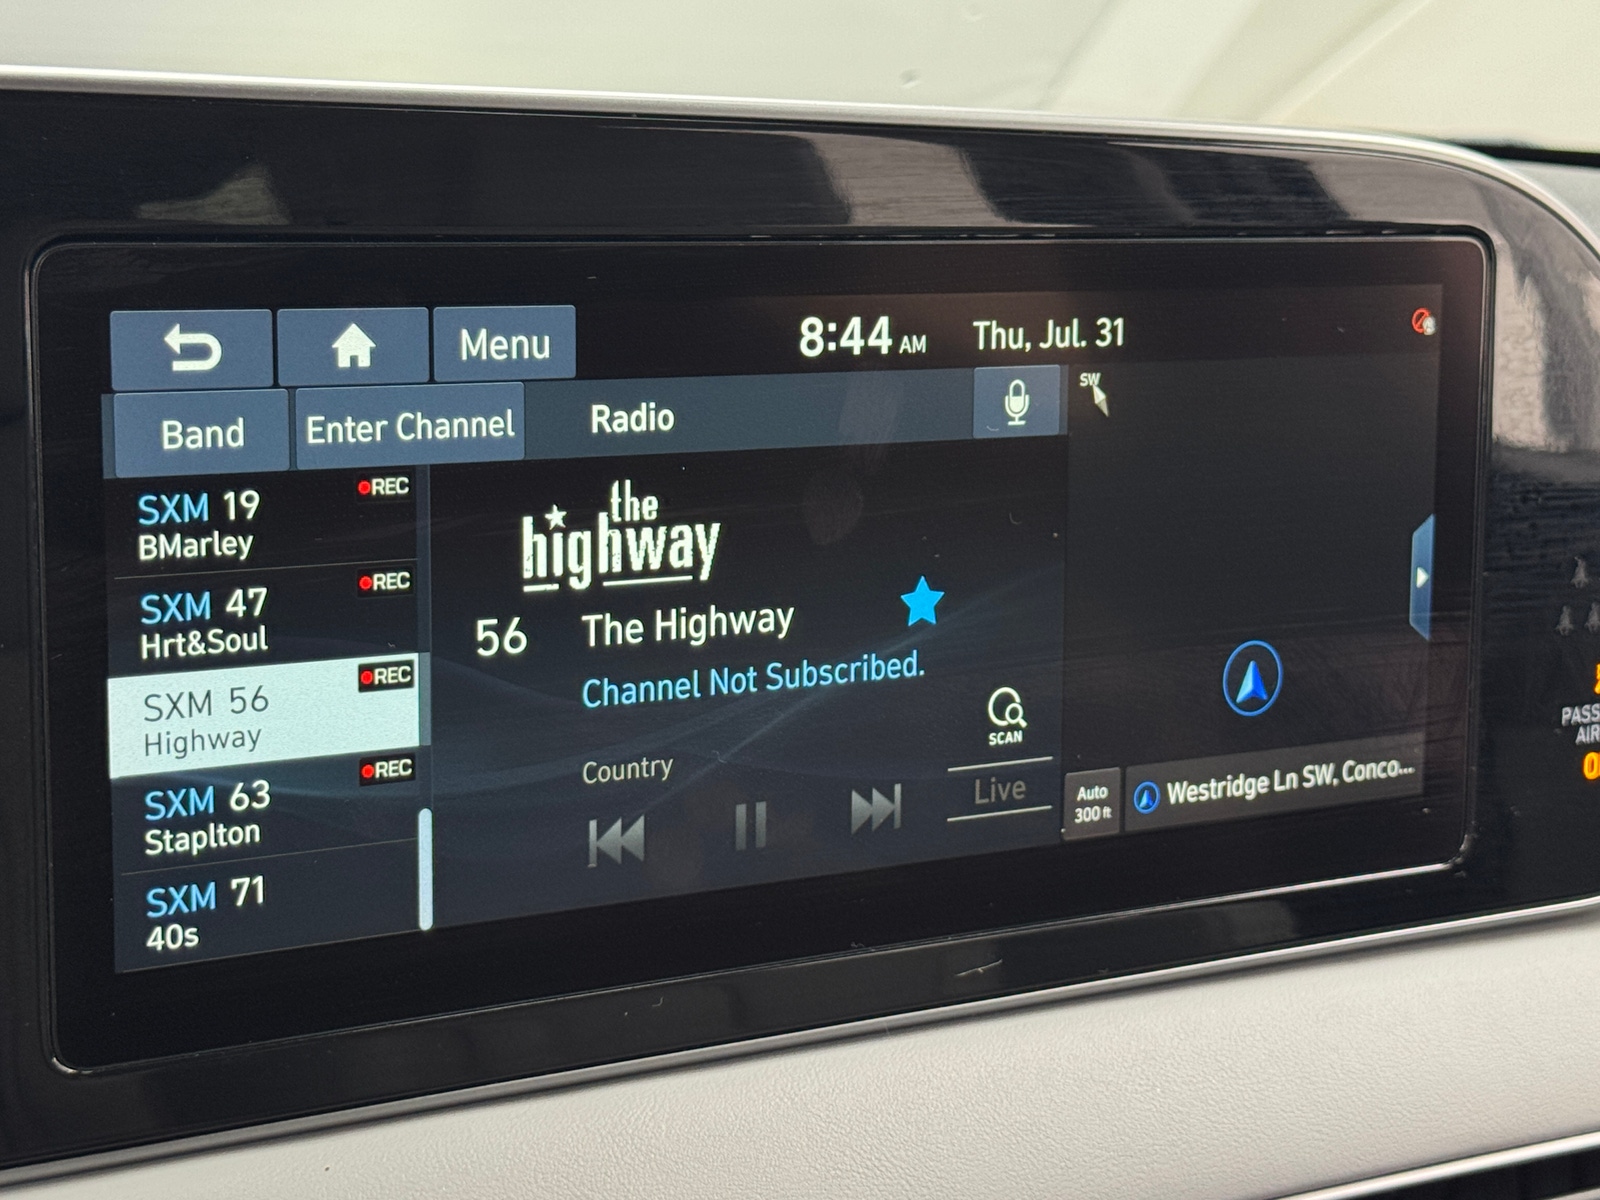 Menu
8:44 AM
Thu, Jul. 31
Band
Enter Channel
Radio
SW
SXM 19
REC
BMarley
SXM 47
REC
Hrt&Soul
SXM 56
REC
Highway
SXM 63
REC
Staplton
SXM 71
40s
the
highway
56
The Highway
Channel Not Subscribed.
Country
SCAN
Live
Auto
300 ft
Westridge Ln SW, Conco...
PASS
AIR